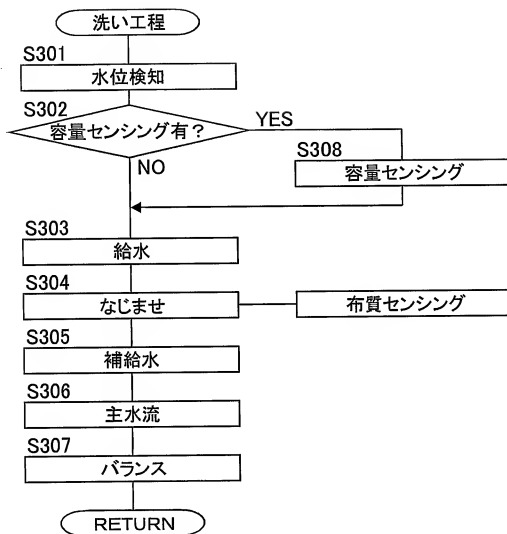 洗い工程
S301
水位検知
S302
容量センシング有？
YES
S308
容量センシング
NO
S303
給水
S304
なじませ
布質センシング
S305
補給水
S306
主水流
S307
バランス
RETURN